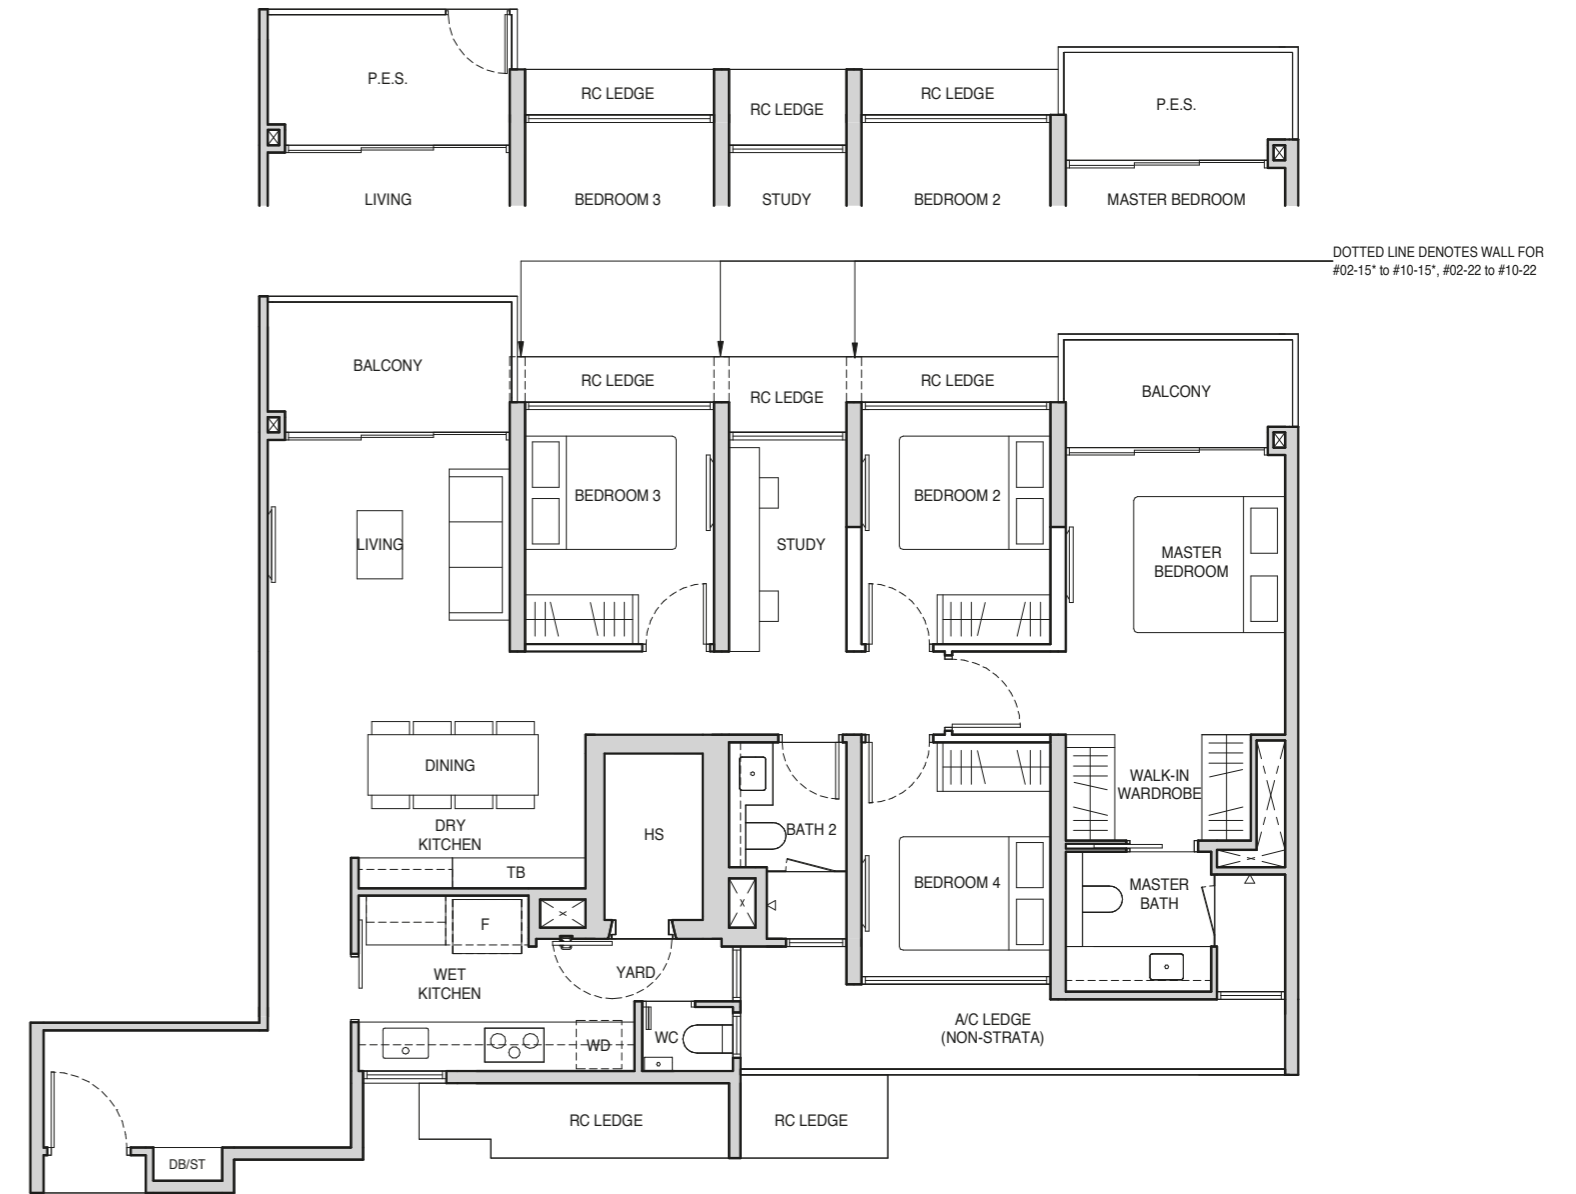 P.E.S.
RC LEDGE
RC LEDGE
RC LEDGE
P.E.S.
LIVING
BEDROOM 3
STUDY
BEDROOM 2
MASTER BEDROOM
DOTTED LINE DENOTES WALL FOR
#02-15* to #10-15*, #02-22 to #10-22
BALCONY
RC LEDGE
RC LEDGE
RC LEDGE
BALCONY
LIVING
BEDROOM 3
STUDY
BEDROOM 2
MASTER
BEDROOM
DINING
DRY
KITCHEN
TB
HS
BATH 2
BEDROOM 4
WALK-IN
WARDROBE
MASTER
BATH
F
WET
KITCHEN
YARD
WD
WC
A/C LEDGE
(NON-STRATA)
RC LEDGE
RC LEDGE
DB/ST